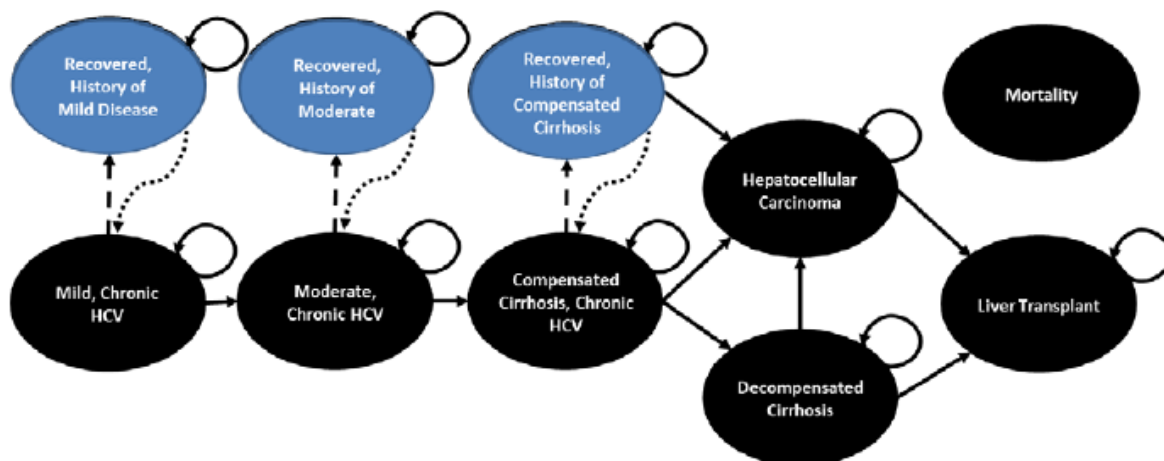 Recovered,
History of
Mild Disease
Recovered,
History of
Moderate
Recovered,
History of
Compensated
Cirrhosis
Mortality
Hepatocellular
Carcinoma
Mild, Chronic
HCV
Moderate,
Chronic HCV
Compensated
Cirrhosis, Chronic
HCV
Liver Transplant
Decompensated
Cirrhosis